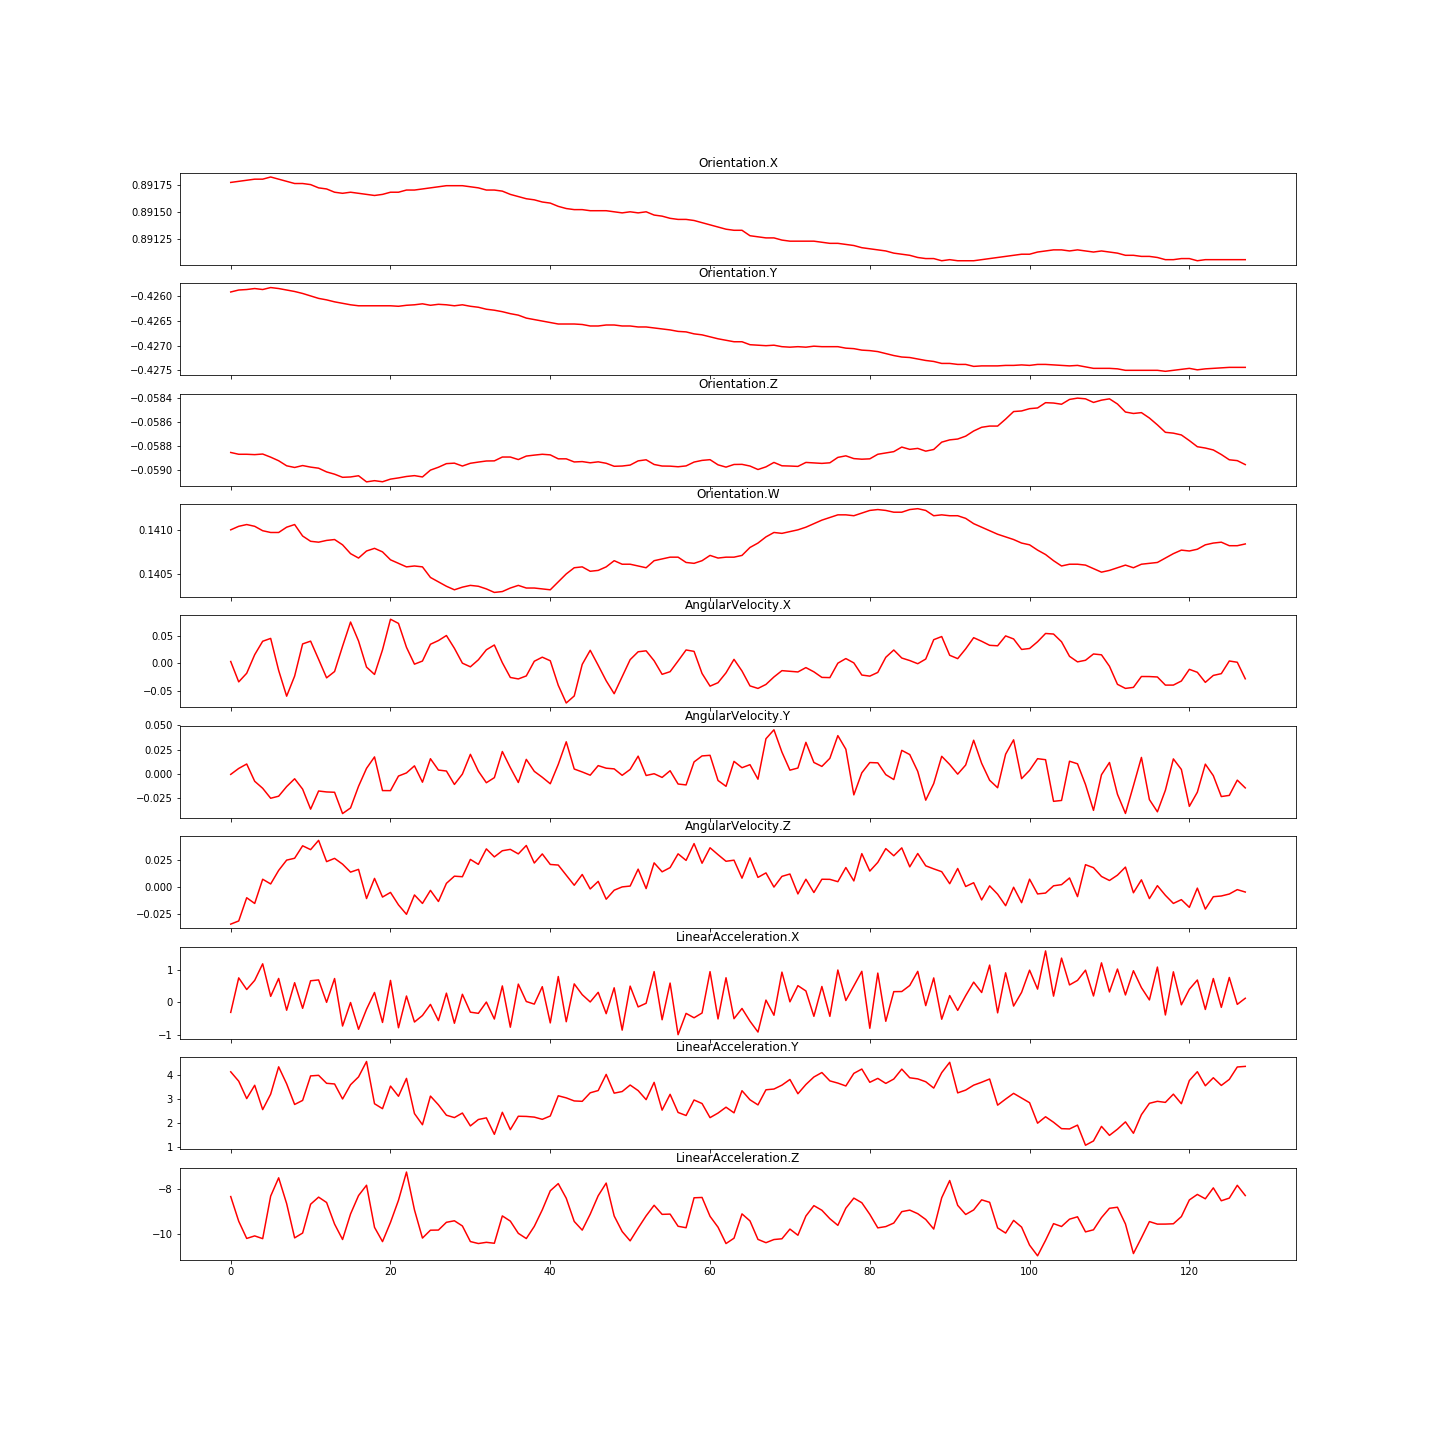 Orientation.X
0.89175
0.89150
0.89125
Orientation.Y
−0.4260
−0.4265
−0.4270
−0.4275
Orientation.Z
−0.0584
−0.0586
−0.0588
−0.0590
Orientation.W
0.1410
0.1405
AngularVelocity.X
0.05
0.00
−0.05
AngularVelocity.Y
0.050
0.025
0.000
−0.025
AngularVelocity.Z
0.025
0.000
−0.025
LinearAcceleration.X
1
0
−1
LinearAcceleration.Y
4
3
2
1
LinearAcceleration.Z
−8
−10
0 20 40 60 80 100 120